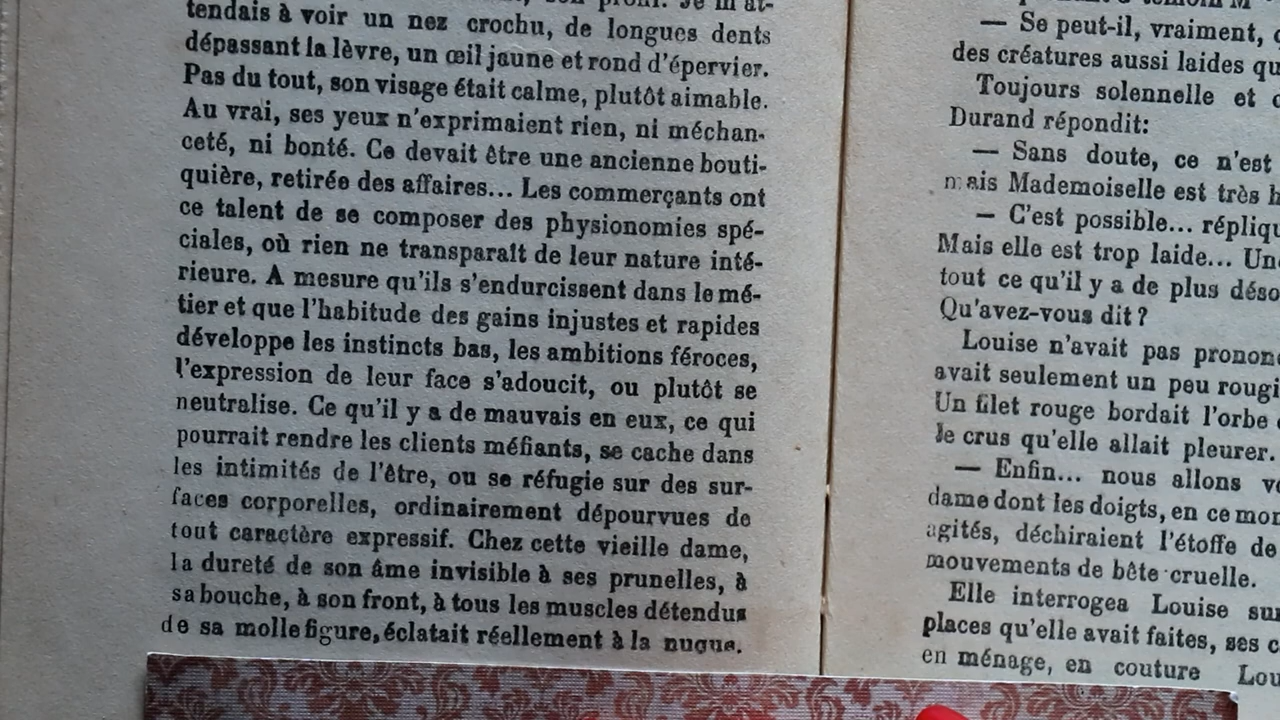 tendais à voir un nez crochu, de longues dents
dépassant la lèvre, un œil jaune et rond d'épervier.
Pas du tout, son visage était calme, plutôt aimable.
Au vrai, ses yeux n'exprimaient rien, ni méchan-
ceté, ni bonté. Ce devait être une ancienne bouti-
quière, retirée des affaires... Les commerçants ont
ce talent de se composer des physionomies spé-
ciales, où rien ne transparaît de leur nature inté-
rieure. A mesure qu'ils s'endurcissent dans le mé-
tier et que l'habitude des gains injustes et rapides
développe les instincts bas, les ambitions féroces,
l'expression de leur face s'adoucit, ou plutôt se
neutralise. Ce qu'il y a de mauvais en eux, ce qui
pourrait rendre les clients méfiants, se cache dans
les intimités de l'être, ou se réfugie sur des sur-
faces corporelles, ordinairement dépourvues de
tout caractère expressif. Chez cette vieille dame,
la dureté de son âme invisible à ses prunelles, à
sa bouche, à son front, à tous les muscles détendus
de sa molle figure, éclatait réellement à la nuque.
— Se peut-il, vraiment,
des créatures aussi laides qu
Toujours solennelle et
Durand répondit:
— Sans doute, ce n'est
mais Mademoiselle est très
— C'est possible... répliqu
Mais elle est trop laide... Un
tout ce qu'il y a de plus déso
Qu'avez-vous dit ?
Louise n'avait pas pronon
avait seulement un peu rougi
Un filet rouge bordait l'orbe
Je crus qu'elle allait pleurer.
— Enfin... nous allons
dame dont les doigts, en ce mo
agités, déchiraient l'étoffe de
mouvements de bête cruelle.
Elle interrogea Louise su
places qu'elle avait faites, ses
en ménage, en couture Lou